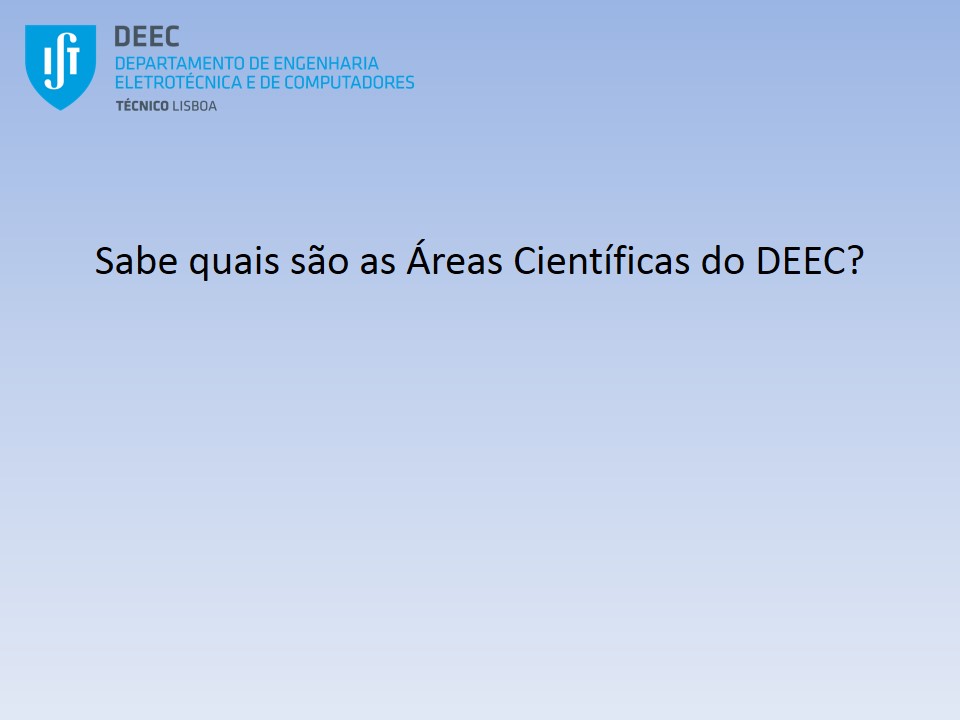 IST
DEEC
DEPARTAMENTO DE ENGENHARIA
ELETROTÉCNICA E DE COMPUTADORES
TÉCNICO LISBOA
Sabe quais são as Áreas Científicas do DEEC?